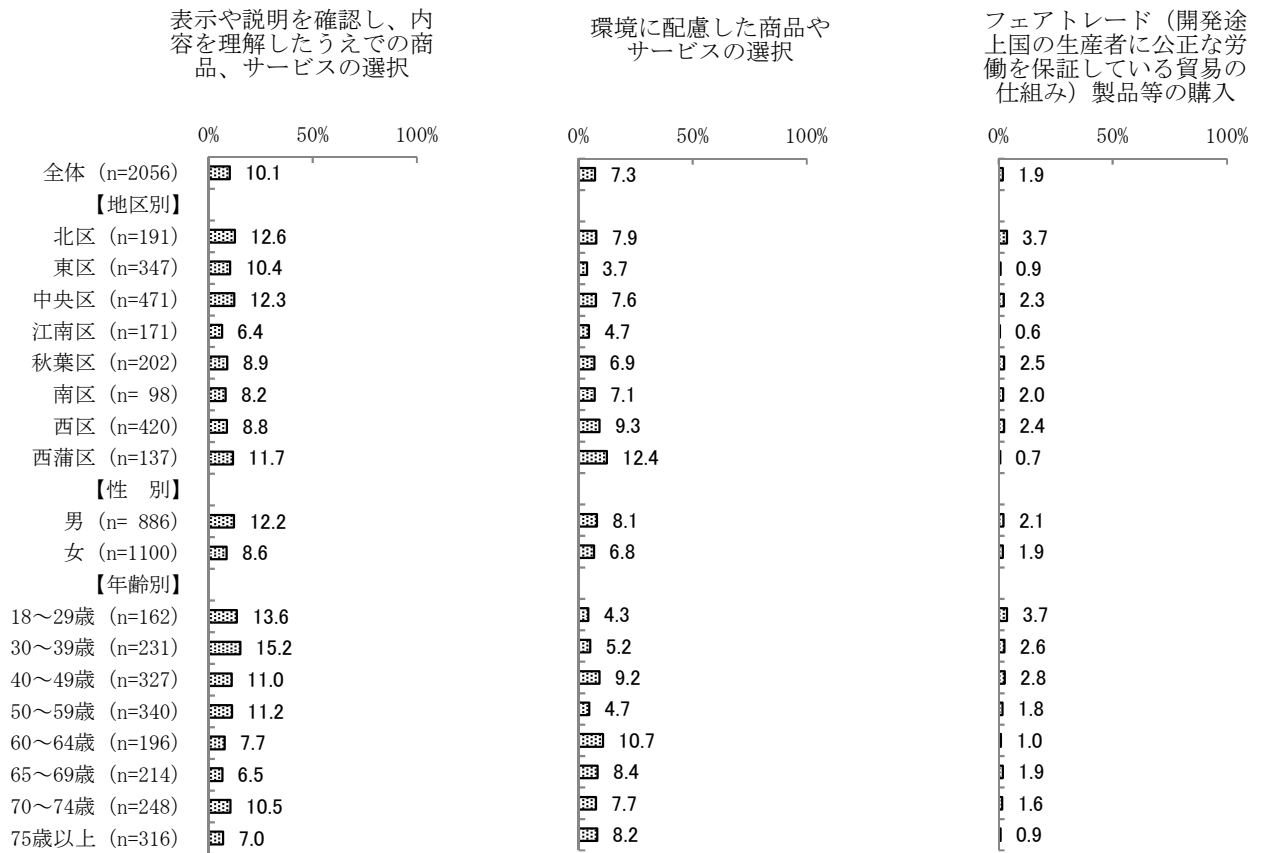 表示や説明を確認し、内
容を理解したうえでの商
品、サービスの選択
環境に配慮した商品や
サービスの選択
フェアトレード（開発途
上国の生産者に公正な労
働を保証している貿易の
仕組み）製品等の購入
0% 50% 100% 0% 50% 100% 0% 50% 100%
全体 (n=2056) 10.1 7.3 1.9
【地区別】
北区 (n=191) 12.6 7.9 3.7
東区 (n=347) 10.4 3.7 0.9
中央区 (n=471) 12.3 7.6 2.3
江南区 (n=171) 6.4 4.7 0.6
秋葉区 (n=202) 8.9 6.9 2.5
南区 (n= 98) 8.2 7.1 2.0
西区 (n=420) 8.8 9.3 2.4
西蒲区 (n=137) 11.7 12.4 0.7
【性　別】
男 (n= 886) 12.2 8.1 2.1
女 (n=1100) 8.6 6.8 1.9
【年齢別】
18～29歳 (n=162) 13.6 4.3 3.7
30～39歳 (n=231) 15.2 5.2 2.6
40～49歳 (n=327) 11.0 9.2 2.8
50～59歳 (n=340) 11.2 4.7 1.8
60～64歳 (n=196) 7.7 10.7 1.0
65～69歳 (n=214) 6.5 8.4 1.9
70～74歳 (n=248) 10.5 7.7 1.6
75歳以上 (n=316) 7.0 8.2 0.9